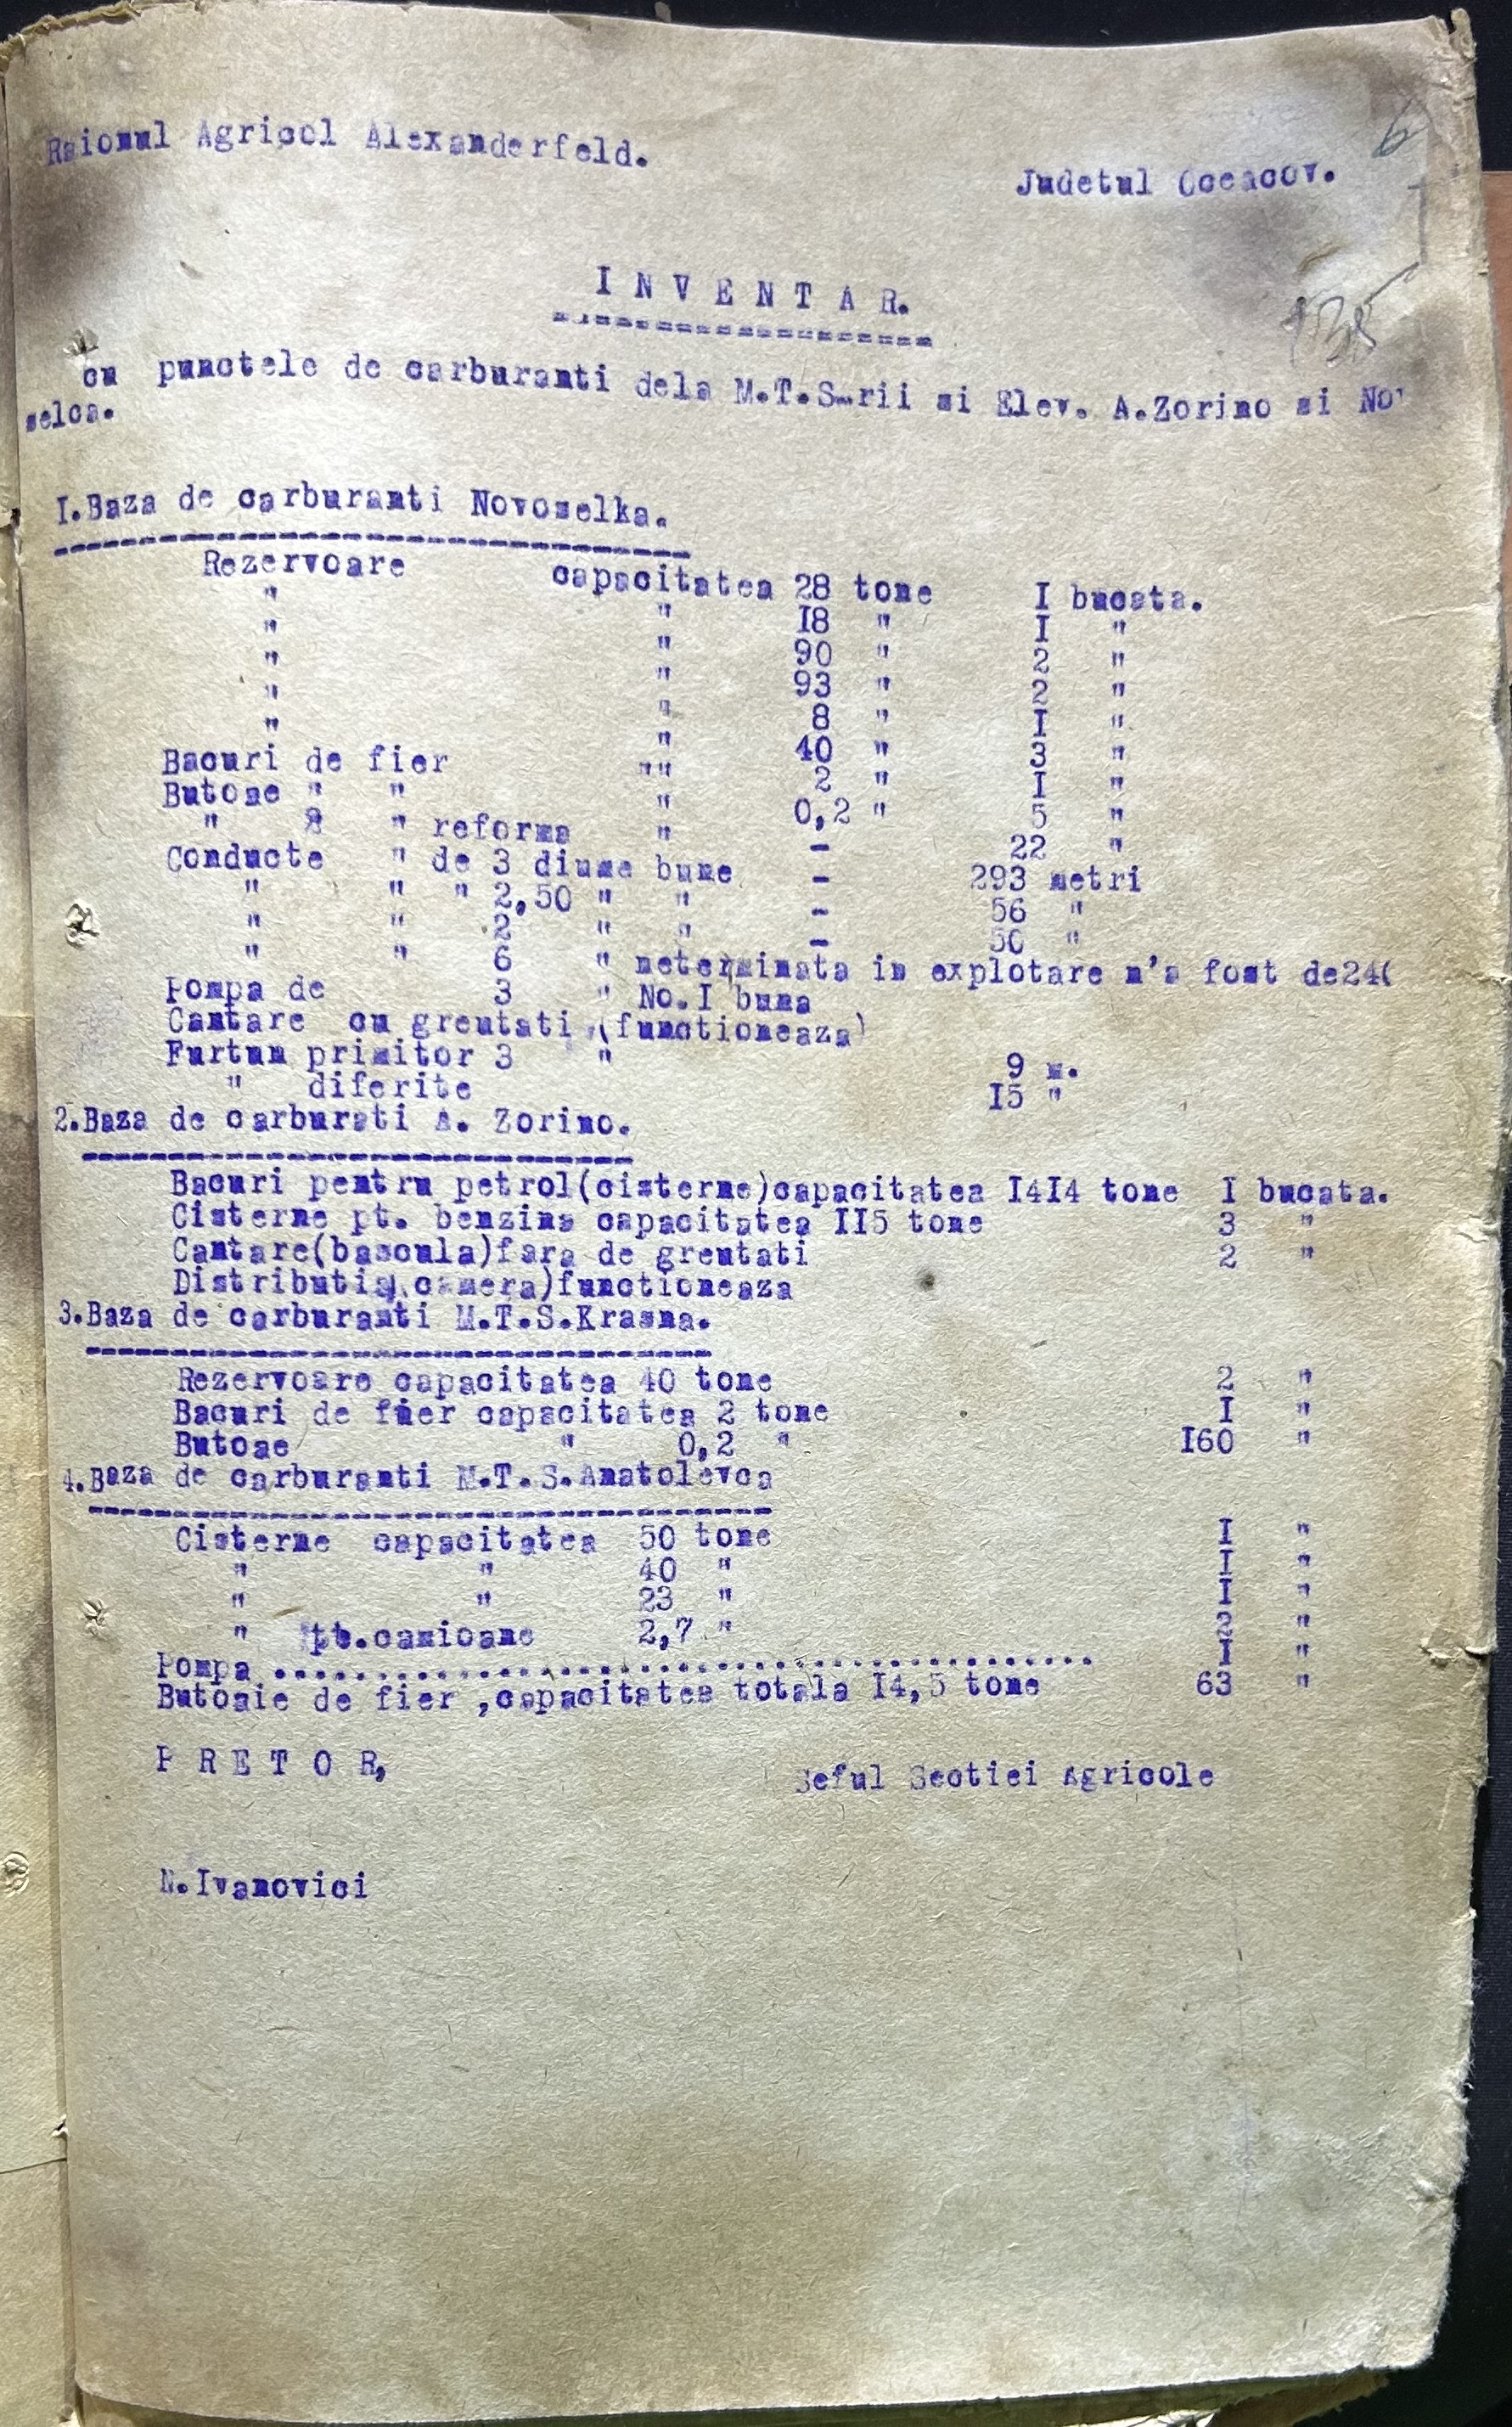 6
Raionul Agricol Alexanderfeld.
Judetul Oceacov.
I N V E N T A R.
===================
cu punctele de carburanti dela M.T.S-rii si Elev. A.Zorino si No
selca.
I.Baza de carburanti Novoselka.
Rezervoare capacitatea 28 tone I bucata.
" " I8 " I "
" " 90 " 2 "
" " 93 " 2 "
" " 8 " I "
" " 40 " 3 "
Bacuri de fier "" 2 " I "
Butoae " " " 0,2 " 5 "
" " reforma " - 22 "
Conducte " de 3 diume bune - 293 metri
" " " 2,50 " " - 56 "
" " 2 " " - 50 "
" " 6 " neterminata in explotare n'a fost de24(
Pompa de 3 " No.I buna
Cantare cu greutati (functioneaza)
Furtun primitor 3 " 9 m.
" diferite I5 "
2.Baza de carburati A. Zorino.
Bacuri pentru petrol(cisterne)capacitatea I4I4 tone I bucata.
Cisterne pt. benzina capacitatea II5 tone 3 "
Cantare(bascula)fara de greutati 2 "
Distributia(camera)functioneaza
3.Baza de carburanti M.T.S.Krasna.
Rezervoare capacitatea 40 tone 2 "
Bacuri de fier capacitatea 2 tone I "
Butoae " 0,2 " I60 "
4.Baza de carburanti M.T.S.Anatolevca
Cisterne capacitatea 50 tone I "
" " 40 " I "
" " 23 " I "
" pt.camioane 2,7 " 2 "
Pompa ......................................... I "
Butoaie de fier ,capacitatea totala I4,5 tone 63 "
P R E T O R,
Seful Sectiei Agricole
N.Ivanovici